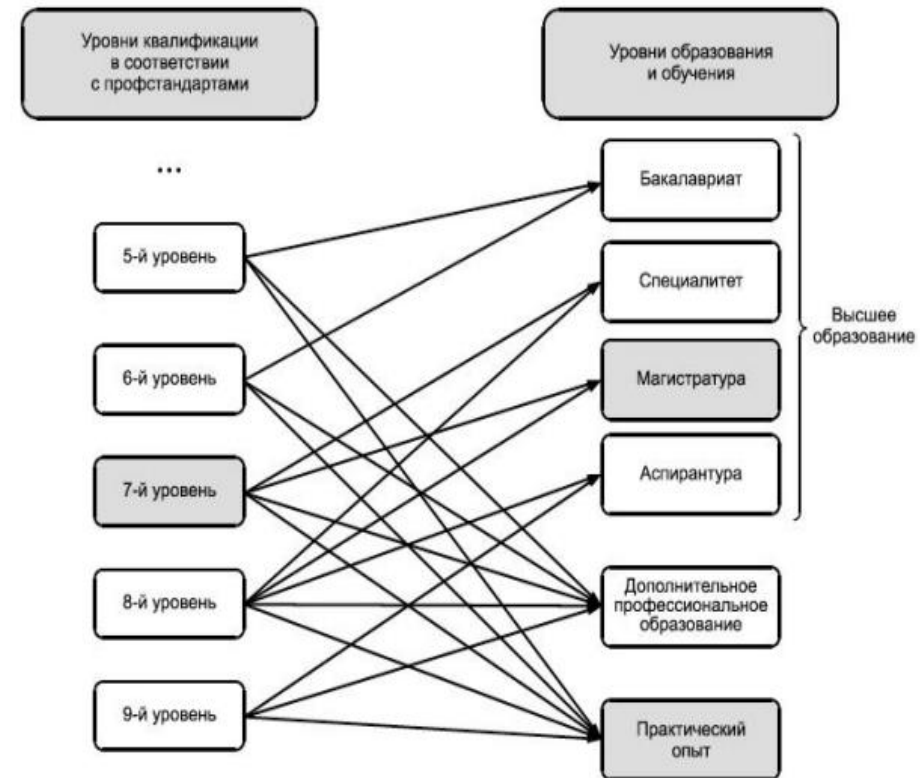 Уровни квалификации
в соответствии
с профстандартами
Уровни образования
и обучения
...
5-й уровень
6-й уровень
7-й уровень
8-й уровень
9-й уровень
Бакалавриат
Специалитет
Магистратура
Аспирантура
Высшее
образование
Дополнительное
профессиональное
образование
Практический
опыт